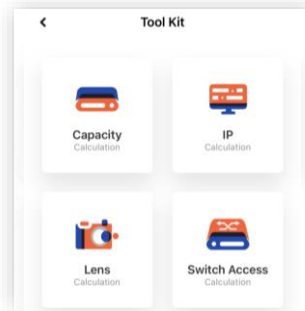 Tool Kit
Capacity
Calculation
IP
Calculation
Lens
Calculation
Switch Access
Calculation